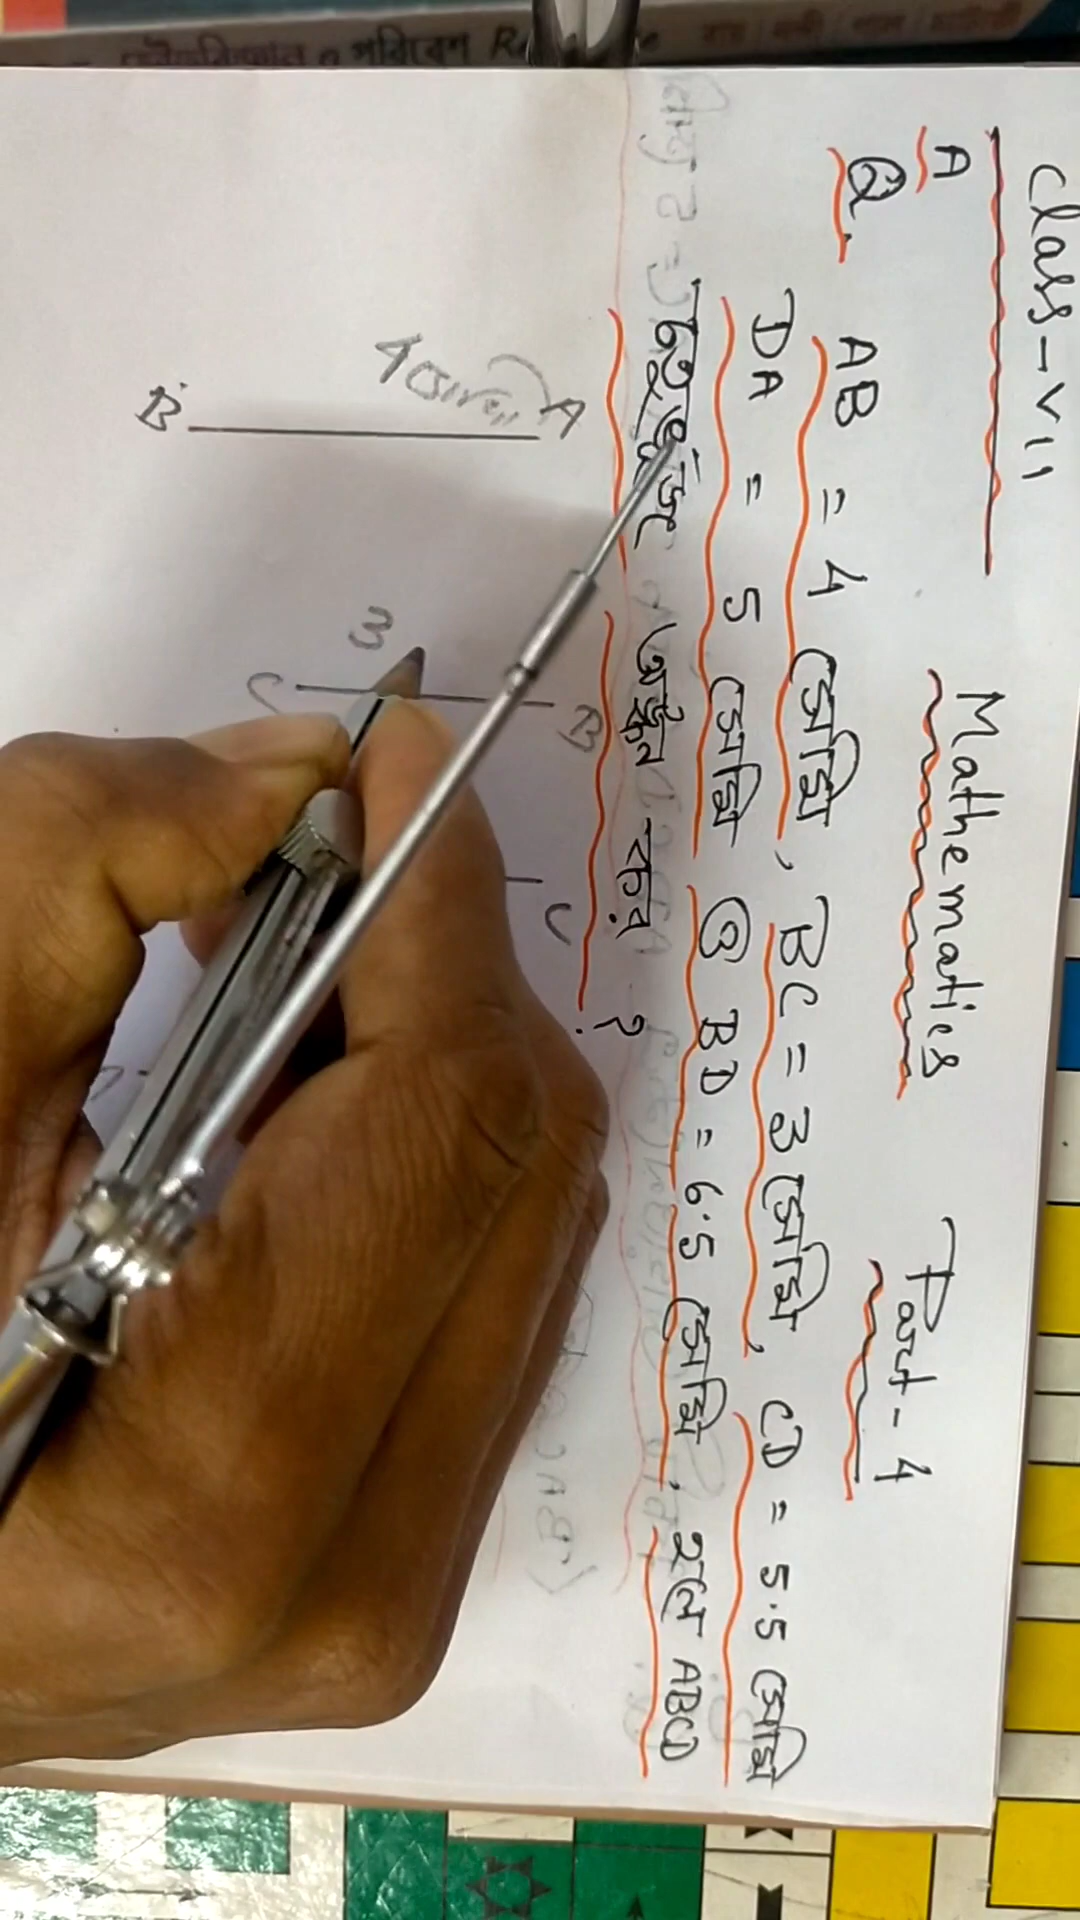 Class-VII Mathematics Part-4
A
Q. AB = 4 সেমি, BC = 3 সেমি, CD = 5.5 সেমি
DA = 5 সেমি ও BD = 6.5 সেমি. হলে ABCD
চতুর্ভুজ অঙ্কন কর ?
A B
4 সেমি
B C
3
C
পরিবেশ